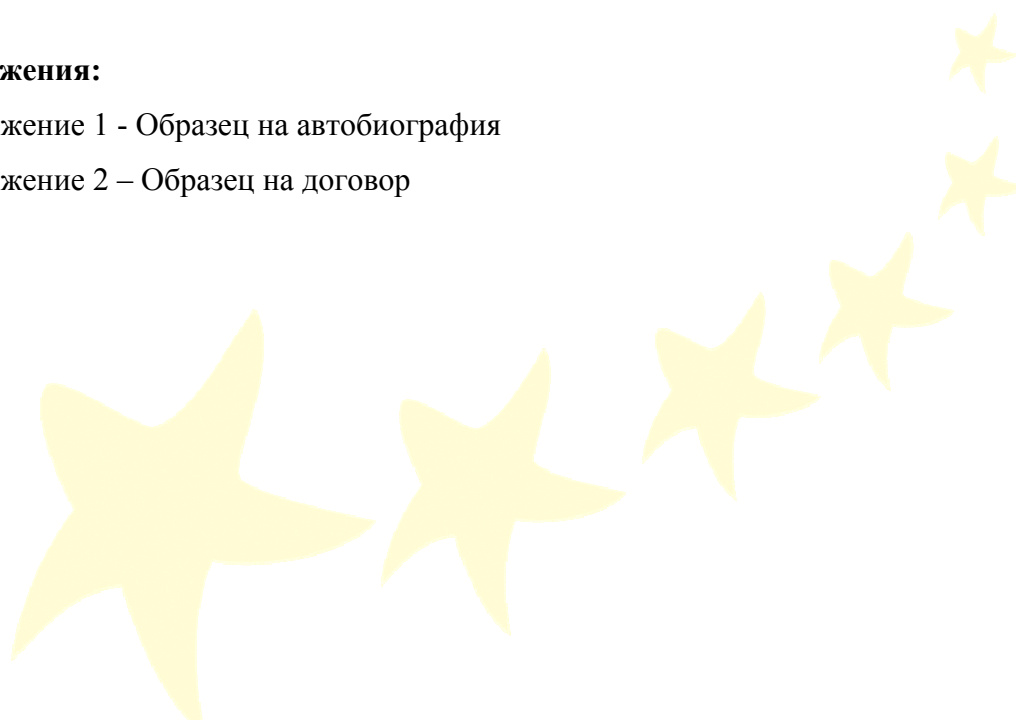 жения:
жение 1 - Образец на автобиография
жение 2 – Образец на договор